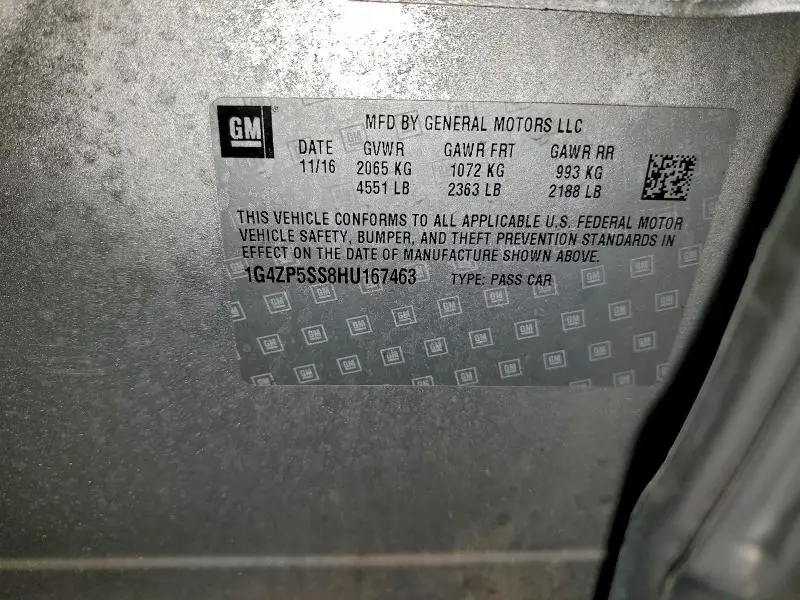 GM
MFD BY GENERAL MOTORS LLC
DATE GVWR GAWR FRT GAWR RR
11/16 2065 KG 1072 KG 993 KG
4551 LB 2363 LB 2188 LB
THIS VEHICLE CONFORMS TO ALL APPLICABLE U.S. FEDERAL MOTOR
VEHICLE SAFETY, BUMPER, AND THEFT PREVENTION STANDARDS IN
EFFECT ON THE DATE OF MANUFACTURE SHOWN ABOVE.
1G4ZP5SS8HU167463 TYPE: PASS CAR